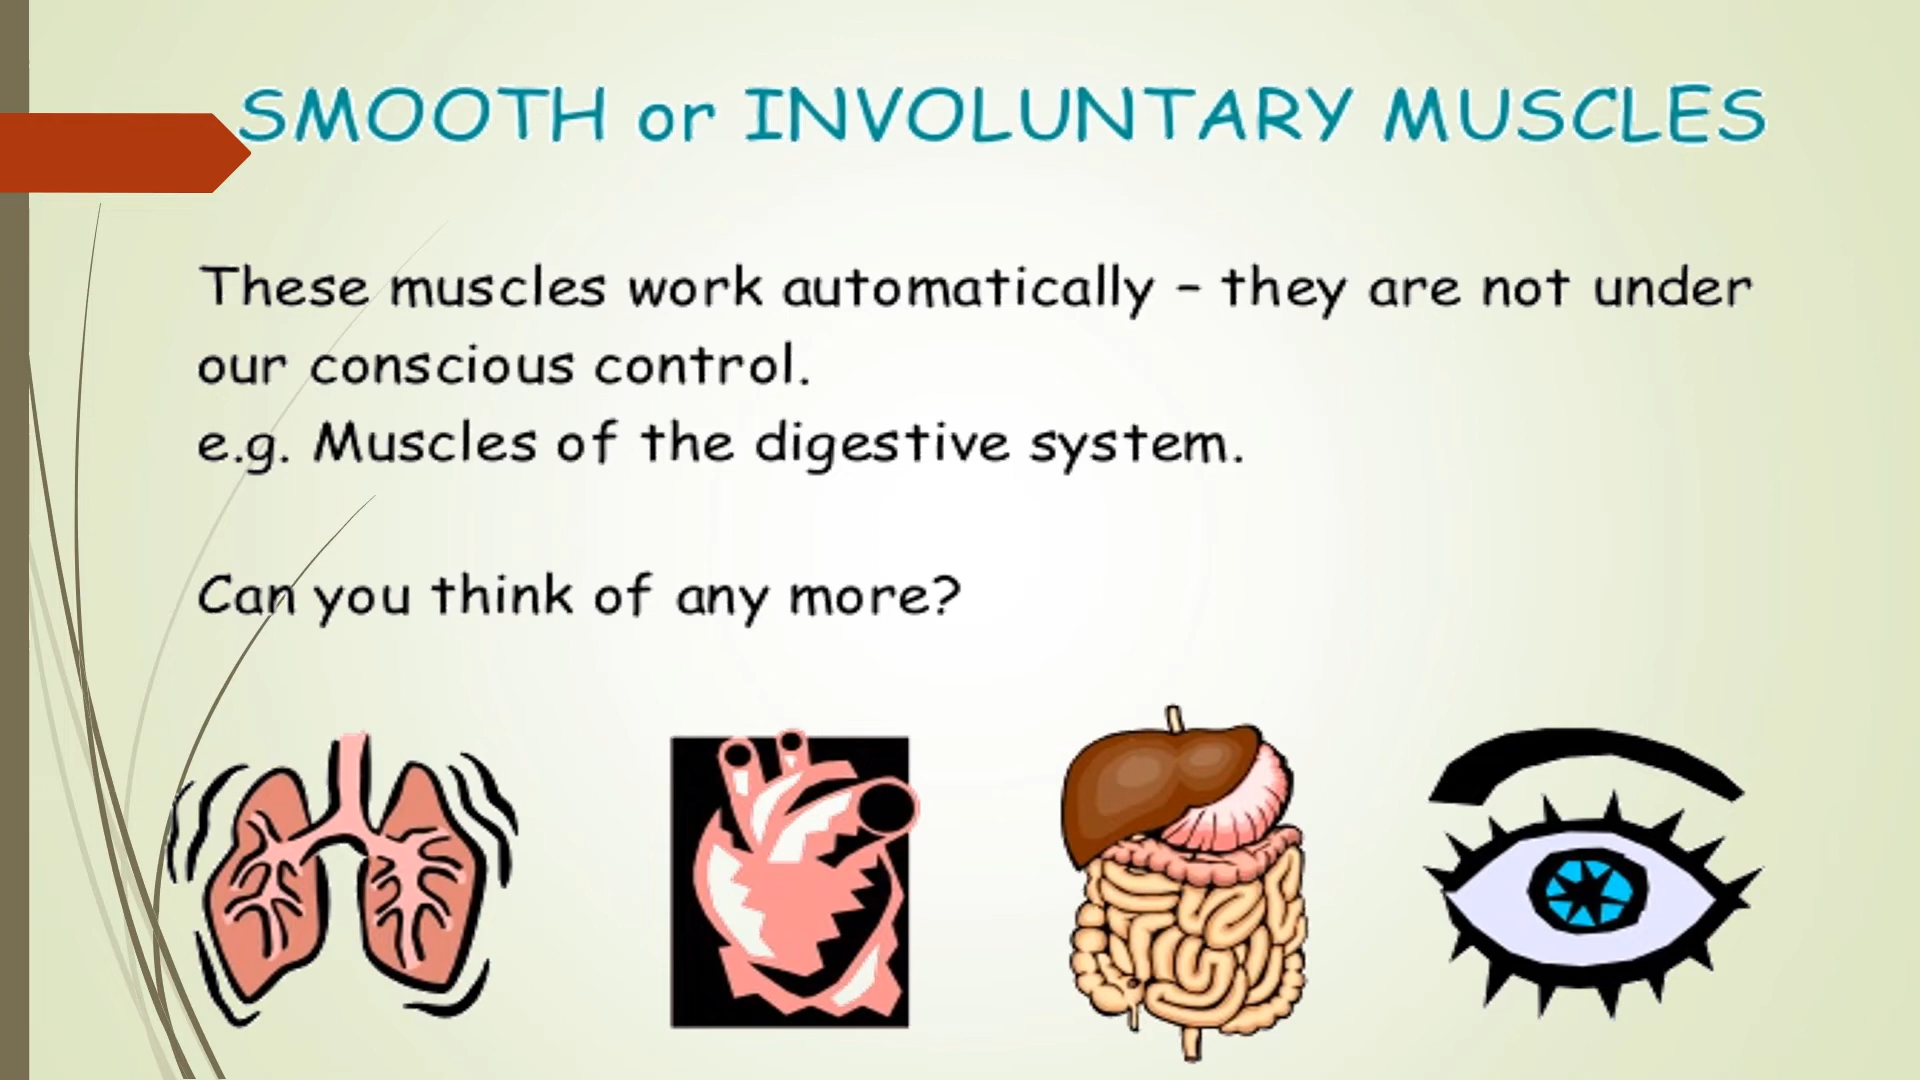 SMOOTH or INVOLUNTARY MUSCLES
These muscles work automatically – they are not under
our conscious control.
e.g. Muscles of the digestive system.
Can you think of any more?